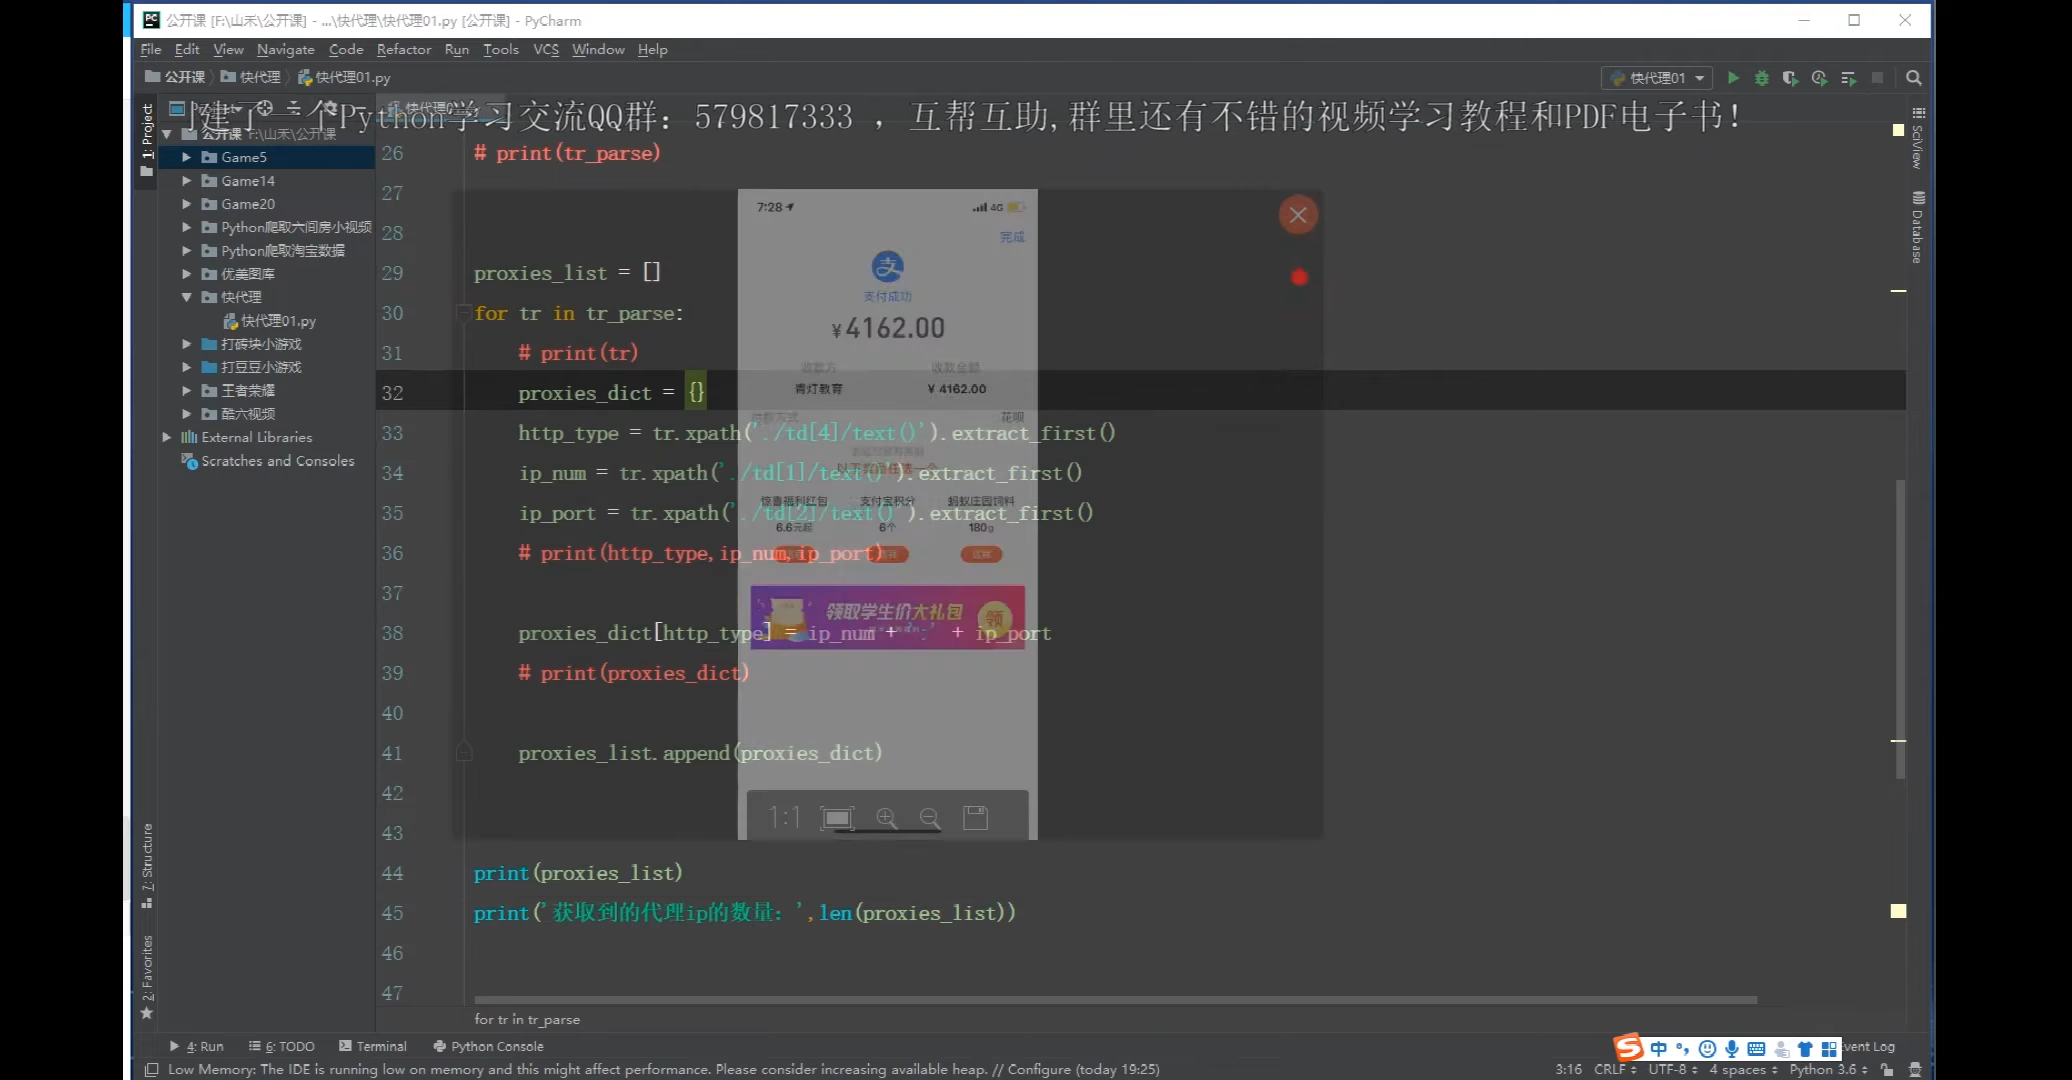 公开课 [F:\山禾\公开课] - ...\快代理\快代理01.py [公开课] - PyCharm
File Edit View Navigate Code Refactor Run Tools VCS Window Help
公开课 快代理 快代理01.py
快代理01
建了一个Python学习交流QQ群：579817333 ，互帮互助,群里还有不错的视频学习教程和PDF电子书！
1: Project
公开课 F:\山禾\公开课
Game5
Game14
Game20
Python爬取六间房小视频
Python爬取淘宝数据
优美图库
快代理
快代理01.py
打砖块小游戏
打豆豆小游戏
王者荣耀
酷六视频
External Libraries
Scratches and Consoles
7: Structure
2: Favorites
SciView
Database
26 # print(tr_parse)
27
28
29 proxies_list = []
30 for tr in tr_parse:
31 # print(tr)
32 proxies_dict = {}
33 http_type = tr.xpath('./td[4]/text()').extract_first()
34 ip_num = tr.xpath('./td[1]/text()').extract_first()
35 ip_port = tr.xpath('./td[2]/text()').extract_first()
36 # print(http_type,ip_num,ip_port)
37
38 proxies_dict[http_type] = ip_num + ':' + ip_port
39 # print(proxies_dict)
40
41 proxies_list.append(proxies_dict)
42
43
44 print(proxies_list)
45 print('获取到的代理ip的数量：',len(proxies_list))
46
47
7:28
4G
完成
支
支付成功
¥4162.00
收款方 收款金额
青灯教育 ¥ 4162.00
花呗
惊喜福利红包 支付宝积分 蚂蚁庄园饲料
6.6元起 6个 180g
领取学生价大礼包
领
1:1
for tr in tr_parse
4: Run 6: TODO Terminal Python Console
中
Event Log
Low Memory: The IDE is running low on memory and this might affect performance. Please consider increasing available heap. // Configure (today 19:25)
3:16 CRLF UTF-8 4 spaces Python 3.6